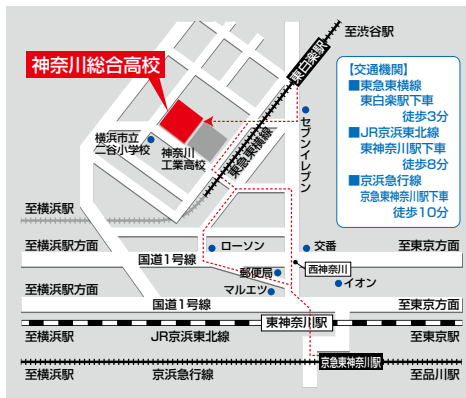 至渋谷駅
東白楽駅
神奈川総合高校
【交通機関】
■東急東横線
東白楽駅下車
徒歩3分
■JR京浜東北線
東神奈川駅下車
徒歩8分
■京浜急行線
京急東神奈川駅下車
徒歩10分
セブンイレブン
横浜市立
二谷小学校
神奈川
工業高校
東急東横線
至横浜駅
至横浜駅方面
国道1号線
ローソン
交番
至東京方面
西神奈川
郵便局
マルエツ
イオン
至横浜駅方面
国道1号線
至東京方面
東神奈川駅
至横浜駅
JR京浜東北線
至東京駅
京急東神奈川駅
至横浜駅
京浜急行線
至品川駅